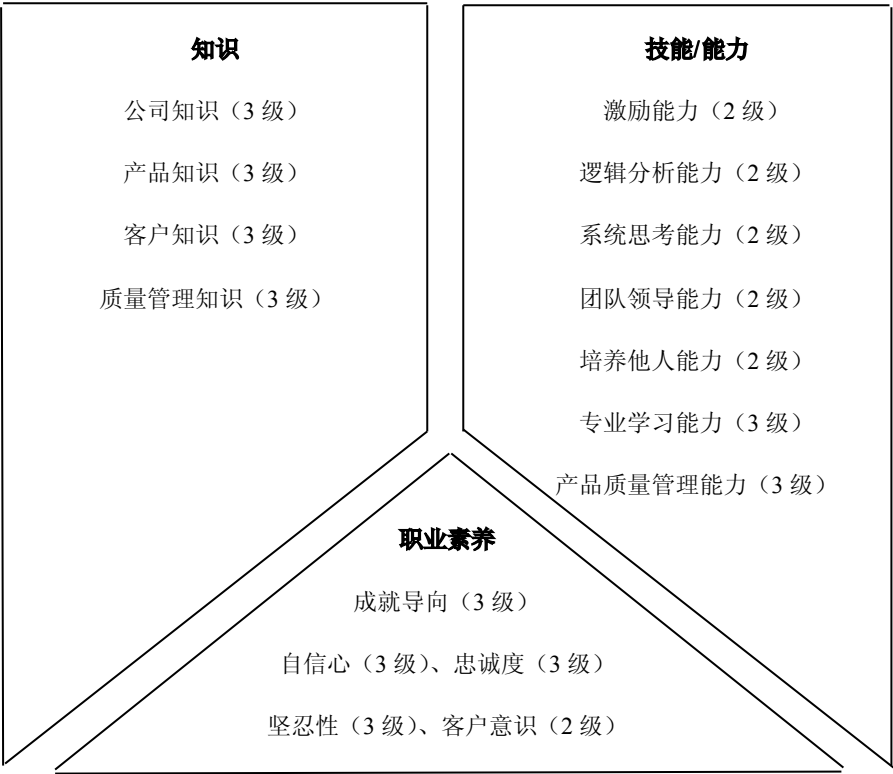 知识
公司知识（3 级）
产品知识（3 级）
客户知识（3 级）
质量管理知识（3 级）
技能/能力
激励能力（2 级）
逻辑分析能力（2 级）
系统思考能力（2 级）
团队领导能力（2 级）
培养他人能力（2 级）
专业学习能力（3 级）
产品质量管理能力（3 级）
职业素养
成就导向（3 级）
自信心（3 级）、忠诚度（3 级）
坚忍性（3 级）、客户意识（2 级）